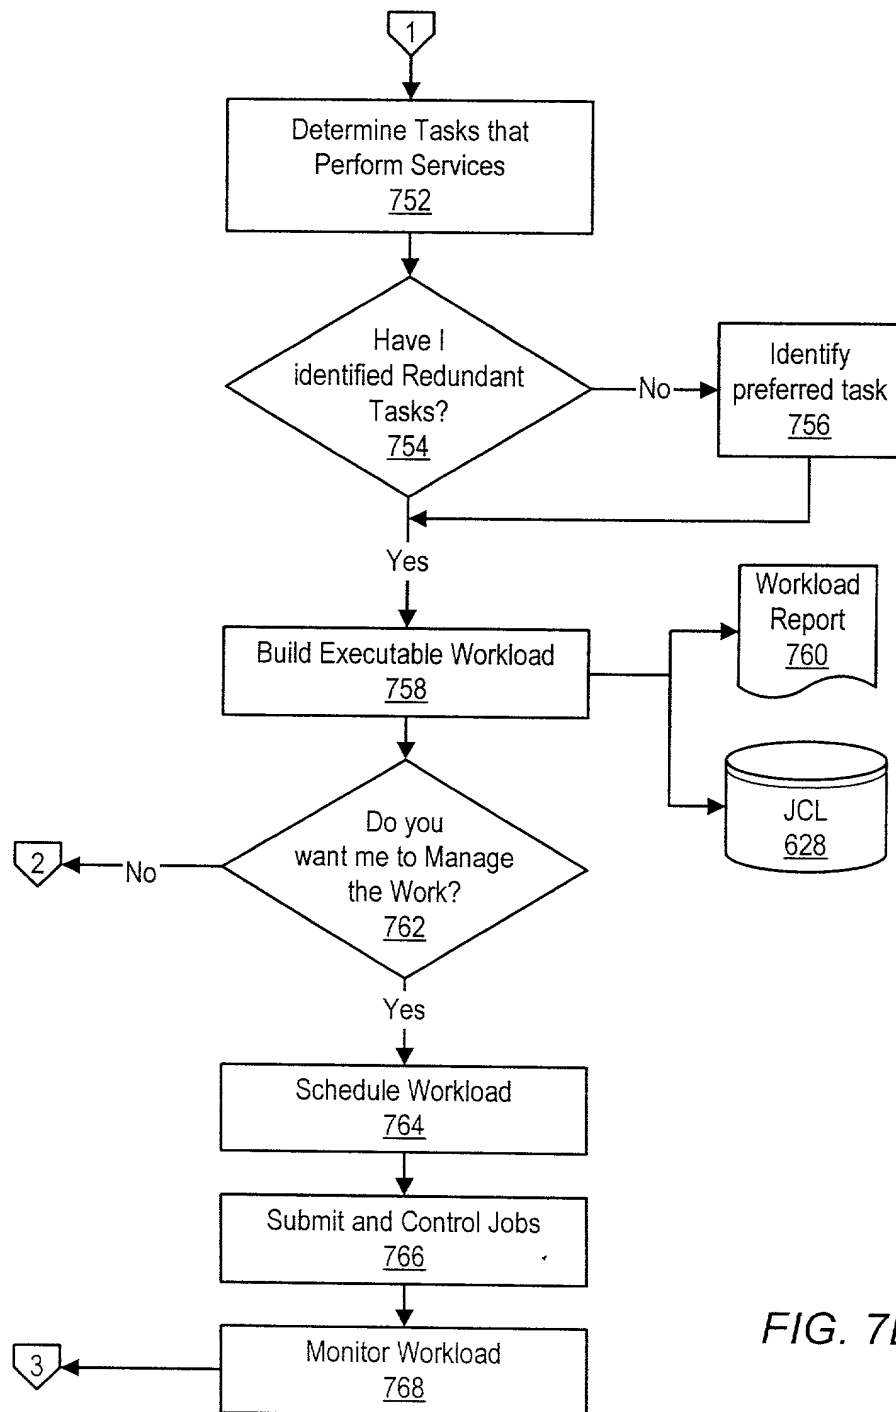 1
Determine Tasks that
Perform Services
752
Have I
identified Redundant
Tasks?
754
No
Identify
preferred task
756
Yes
Workload
Report
760
Build Executable Workload
758
JCL
628
Do you
want me to Manage
the Work?
762
No
2
Yes
Schedule Workload
764
Submit and Control Jobs
766
Monitor Workload
768
3
FIG.